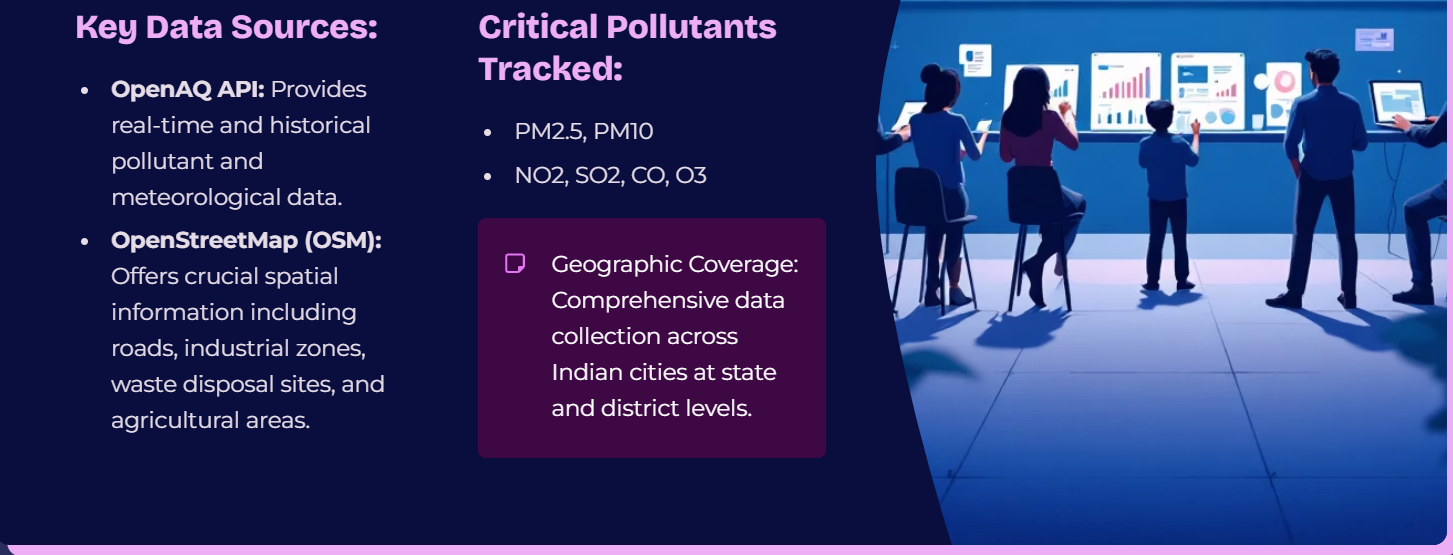 Key Data Sources:
OpenAQ API: Provides
real-time and historical
pollutant and
meteorological data.
OpenStreetMap (OSM):
Offers crucial spatial
information including
roads, industrial zones,
waste disposal sites, and
agricultural areas.
Critical Pollutants
Tracked:
PM2.5, PM10
NO2, SO2, CO, O3
Geographic Coverage:
Comprehensive data
collection across
Indian cities at state
and district levels.